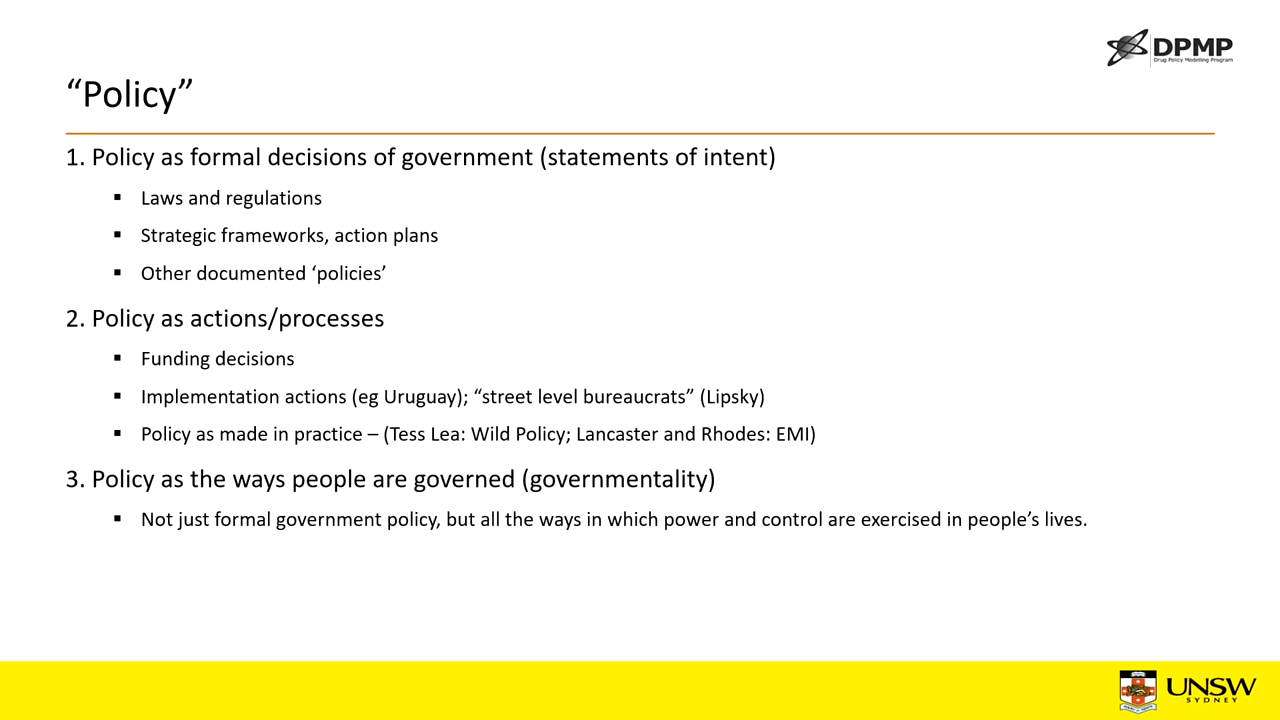 DPMP
Drug Policy Modelling Program
“Policy”
1. Policy as formal decisions of government (statements of intent)
▪ Laws and regulations
▪ Strategic frameworks, action plans
▪ Other documented ‘policies’
2. Policy as actions/processes
▪ Funding decisions
▪ Implementation actions (eg Uruguay); “street level bureaucrats” (Lipsky)
▪ Policy as made in practice – (Tess Lea: Wild Policy; Lancaster and Rhodes: EMI)
3. Policy as the ways people are governed (governmentality)
▪ Not just formal government policy, but all the ways in which power and control are exercised in people’s lives.
UNSW
SYDNEY